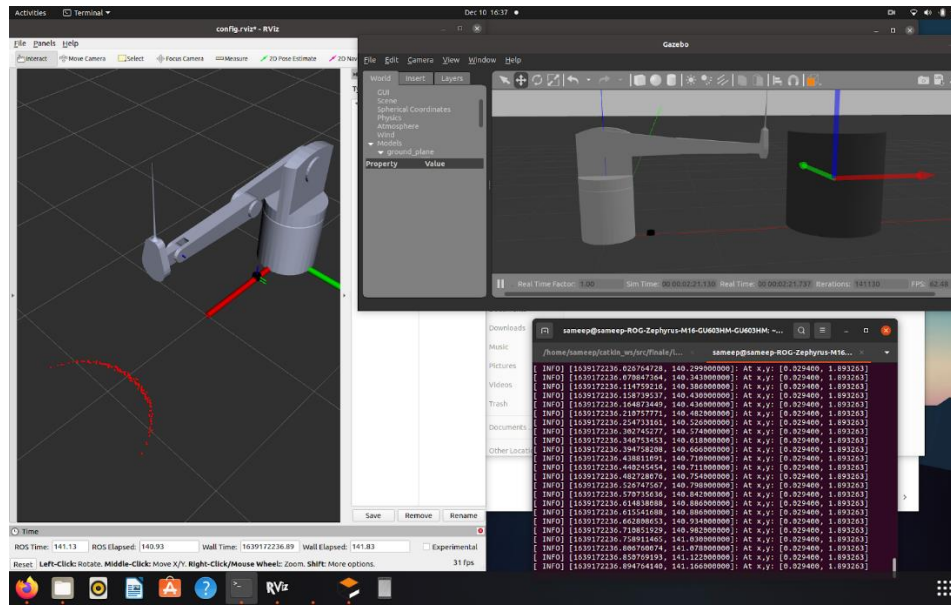 Activities Terminal Dec 10 16:37
config.rviz* - RViz
File Panels Help
Interact Move Camera Select Focus Camera Measure 2D Pose Estimate 2D Nav
Save Remove Rename
Time
ROS Time: 141.13 ROS Elapsed: 140.93 Wall Time: 1639172236.89 Wall Elapsed: 141.83 Experimental
Reset Left-Click: Rotate. Middle-Click: Move X/Y. Right-Click/Mouse Wheel: Zoom. Shift: More options. 31 fps
Gazebo
File Edit Camera View Window Help
World Insert Layers
GUI
Scene
Spherical Coordinates
Physics
Atmosphere
Wind
Models
ground_plane
Property Value
Real Time Factor: 1.00 Sim Time: 00 00:02:21.130 Real Time: 00 00:02:21.737 Iterations: 141130 FPS: 62.48
Downloads
Music
Pictures
Videos
Trash
Documents
Other Locati
sameep@sameep-ROG-Zephyrus-M16-GU603HM-GU603HM: ~...
/home/sameep/catkin_ws/src/finale/l... sameep@sameep-ROG-Zephyrus-M16...
[ INFO] [1639172236.026764728, 140.299000000]: At x,y: [0.029400, 1.893263]
[ INFO] [1639172236.070847364, 140.343000000]: At x,y: [0.029400, 1.893263]
[ INFO] [1639172236.114759216, 140.386000000]: At x,y: [0.029400, 1.893263]
[ INFO] [1639172236.158739537, 140.430000000]: At x,y: [0.029400, 1.893263]
[ INFO] [1639172236.164873449, 140.436000000]: At x,y: [0.029400, 1.893263]
[ INFO] [1639172236.210757771, 140.482000000]: At x,y: [0.029400, 1.893263]
[ INFO] [1639172236.254733161, 140.526000000]: At x,y: [0.029400, 1.893263]
[ INFO] [1639172236.302745277, 140.574000000]: At x,y: [0.029400, 1.893263]
[ INFO] [1639172236.346753453, 140.618000000]: At x,y: [0.029400, 1.893263]
[ INFO] [1639172236.394758208, 140.666000000]: At x,y: [0.029400, 1.893263]
[ INFO] [1639172236.438811091, 140.710000000]: At x,y: [0.029400, 1.893263]
[ INFO] [1639172236.440245454, 140.711000000]: At x,y: [0.029400, 1.893263]
[ INFO] [1639172236.482728076, 140.754000000]: At x,y: [0.029400, 1.893263]
[ INFO] [1639172236.526747567, 140.798000000]: At x,y: [0.029400, 1.893263]
[ INFO] [1639172236.570735636, 140.842000000]: At x,y: [0.029400, 1.893263]
[ INFO] [1639172236.614838088, 140.886000000]: At x,y: [0.029400, 1.893263]
[ INFO] [1639172236.615541688, 140.886000000]: At x,y: [0.029400, 1.893263]
[ INFO] [1639172236.662808653, 140.934000000]: At x,y: [0.029400, 1.893263]
[ INFO] [1639172236.710851929, 140.982000000]: At x,y: [0.029400, 1.893263]
[ INFO] [1639172236.758911465, 141.030000000]: At x,y: [0.029400, 1.893263]
[ INFO] [1639172236.806760074, 141.078000000]: At x,y: [0.029400, 1.893263]
[ INFO] [1639172236.850769193, 141.122000000]: At x,y: [0.029400, 1.893263]
[ INFO] [1639172236.894764140, 141.166000000]: At x,y: [0.029400, 1.893263]
RViz